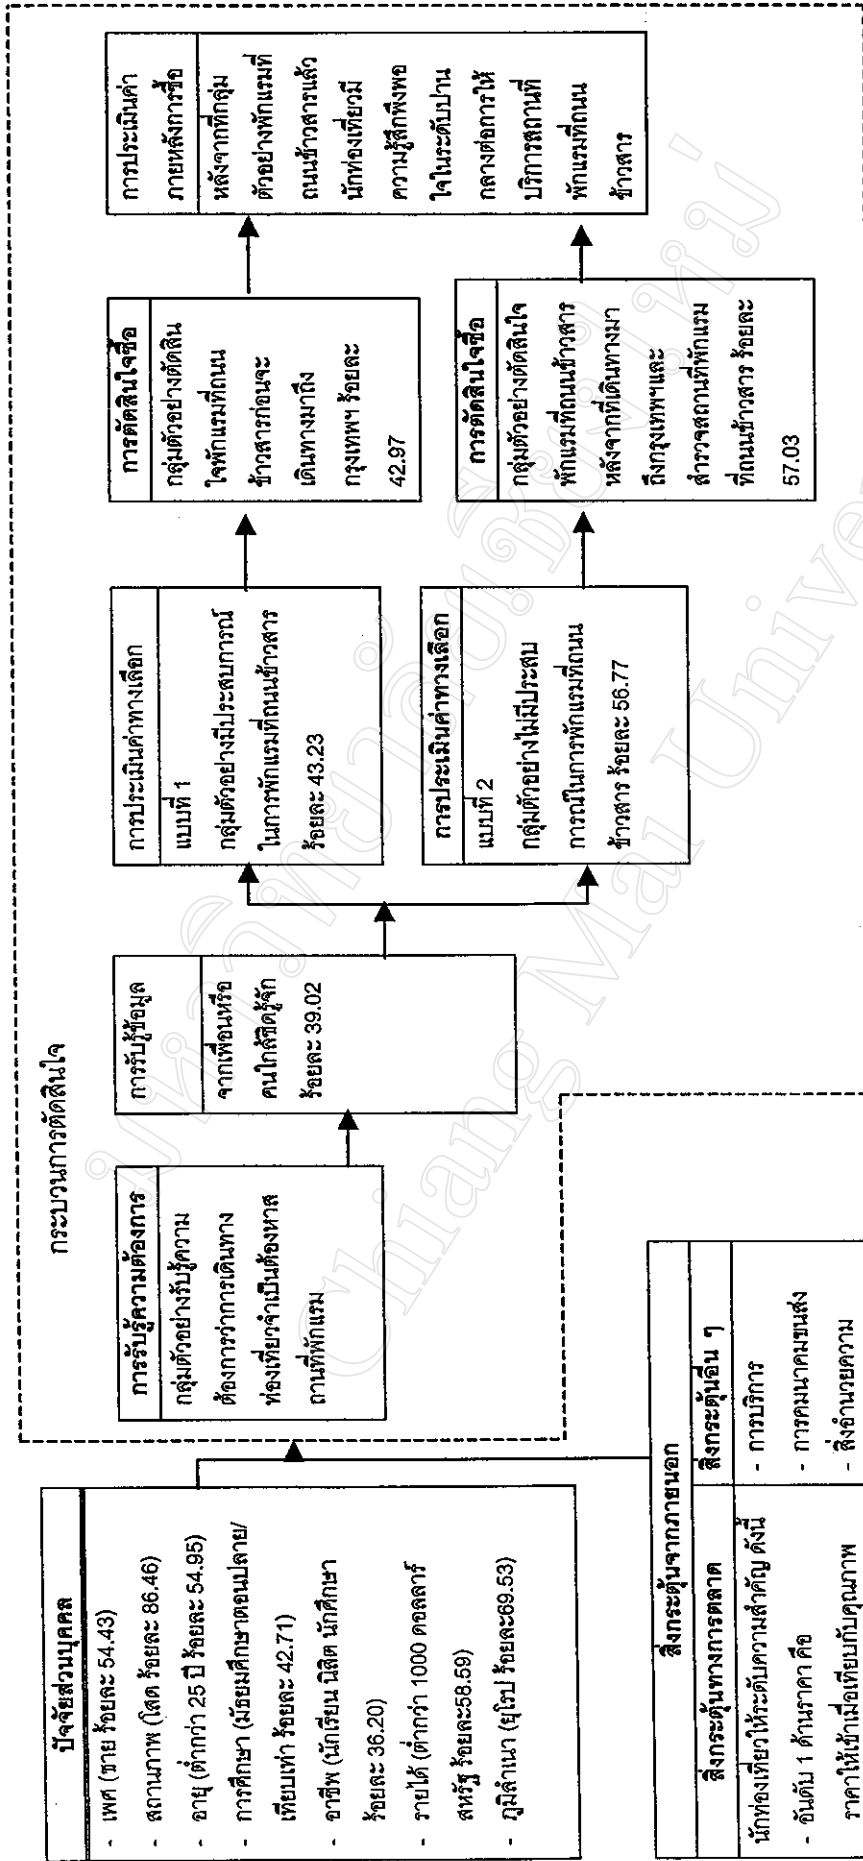 ปัจจัยส่วนบุคคล
- เพศ (ชาย ร้อยละ 54.43)
- สถานภาพ (โสด ร้อยละ 86.46)
- อายุ (ต่ำกว่า 25 ปี ร้อยละ 54.95)
- การศึกษา (มัธยมศึกษาตอนปลาย/
เทียบเท่า ร้อยละ 42.71)
- อาชีพ (นักเรียน นิสิต นักศึกษา
ร้อยละ 36.20)
- รายได้ (ต่ำกว่า 1000 ดอลลาร์
สหรัฐ ร้อยละ58.59)
- ภูมิลำเนา (ยุโรป ร้อยละ69.53)
สิ่งกระตุ้นจากภายนอก
สิ่งกระตุ้นทางการตลาด
นักท่องเที่ยวให้ระดับความสำคัญ ดังนี้
- อันดับ 1 ด้านราคา คือ
ราคาให้เช่าเมื่อเทียบกับคุณภาพ
สิ่งกระตุ้นอื่น ๆ
- การบริการ
- การคมนาคมขนส่ง
- สิ่งอำนวยความ
กระบวนการตัดสินใจ
การรับรู้ความต้องการ
กลุ่มตัวอย่างรับรู้ความ
ต้องการว่าการเดินทาง
ท่องเที่ยวจำเป็นต้องหาส
ถานที่พักแรม
การรับรู้ข้อมูล
จากเพื่อนหรือ
คนใกล้ชิดรู้จัก
ร้อยละ 39.02
การประเมินค่าทางเลือก
แบบที่ 1
กลุ่มตัวอย่างมีประสบการณ์
ในการพักแรมที่ถนนข้าวสาร
ร้อยละ 43.23
การประเมินค่าทางเลือก
แบบที่ 2
กลุ่มตัวอย่างไม่มีประสบ
การณ์ในการพักแรมที่ถนน
ข้าวสาร ร้อยละ 56.77
การตัดสินใจซื้อ
กลุ่มตัวอย่างตัดสิน
ใจพักแรมที่ถนน
ข้าวสารก่อนจะ
เดินทางมาถึง
กรุงเทพฯ ร้อยละ
42.97
การตัดสินใจซื้อ
กลุ่มตัวอย่างตัดสินใจ
พักแรมที่ถนนข้าวสาร
หลังจากที่เดินทางมา
ถึงกรุงเทพฯและ
สำรวจสถานที่พักแรม
ที่ถนนข้าวสาร ร้อยละ
57.03
การประเมินค่า
ภายหลังการซื้อ
หลังจากที่กลุ่ม
ตัวอย่างพักแรมที่
ถนนข้าวสารแล้ว
นักท่องเที่ยวมี
ความรู้สึกพึงพอ
ใจในระดับปาน
กลางต่อการให้
บริการสถานที่
พักแรมที่ถนน
ข้าวสาร
มหาวิทยาลัยเชียงใหม่
Chiang Mai Univer